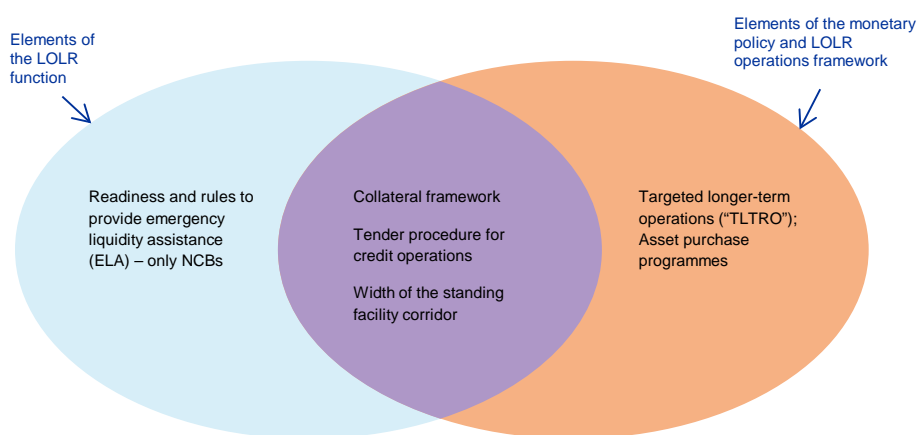 Elements of
the LOLR
function
Elements of the monetary
policy and LOLR
operations framework
Readiness and rules to
provide emergency
liquidity assistance
(ELA) – only NCBs
Collateral framework
Tender procedure for
credit operations
Width of the standing
facility corridor
Targeted longer-term
operations (“TLTRO”);
Asset purchase
programmes